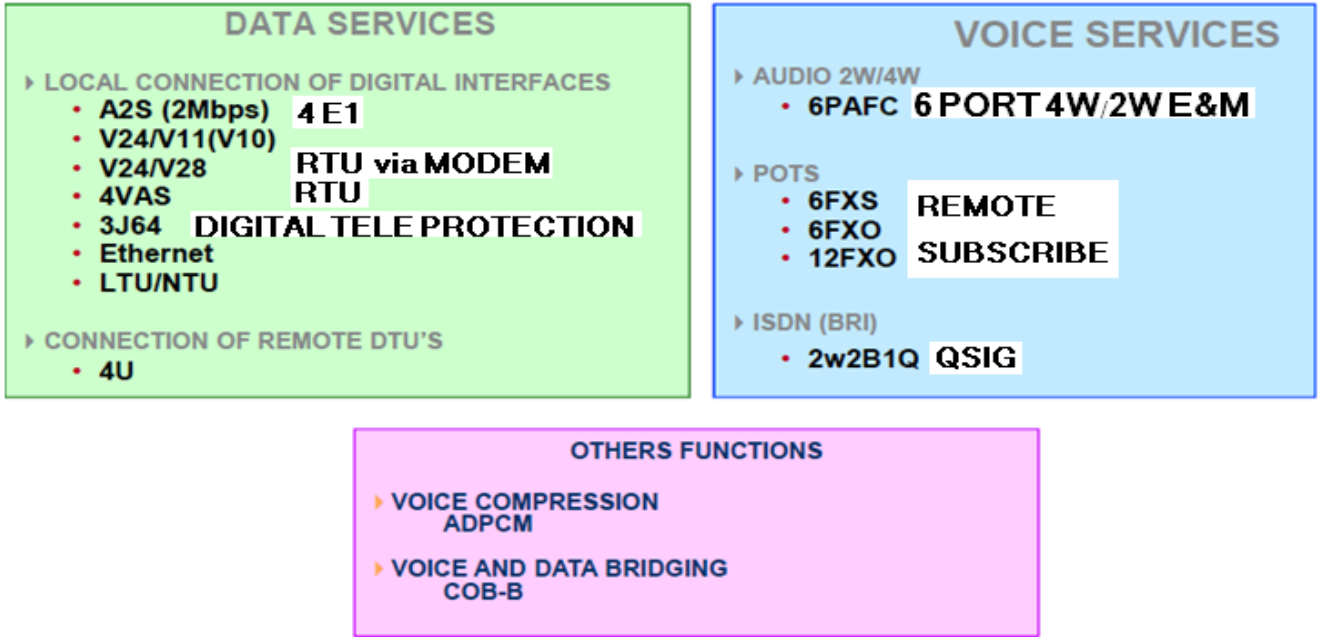 DATA SERVICES
LOCAL CONNECTION OF DIGITAL INTERFACES
• A2S (2Mbps) 4 E1
• V24/V11(V10)
• V24/V28 RTU via MODEM
• 4VAS RTU
• 3J64 DIGITAL TELE PROTECTION
• Ethernet
• LTU/NTU
CONNECTION OF REMOTE DTU'S
• 4U
VOICE SERVICES
AUDIO 2W/4W
• 6PAFC 6 PORT 4W/2W E&M
POTS
• 6FXS REMOTE
• 6FXO
• 12FXO SUBSCRIBE
ISDN (BRI)
• 2w2B1Q QSIG
OTHERS FUNCTIONS
VOICE COMPRESSION
ADPCM
VOICE AND DATA BRIDGING
COB-B